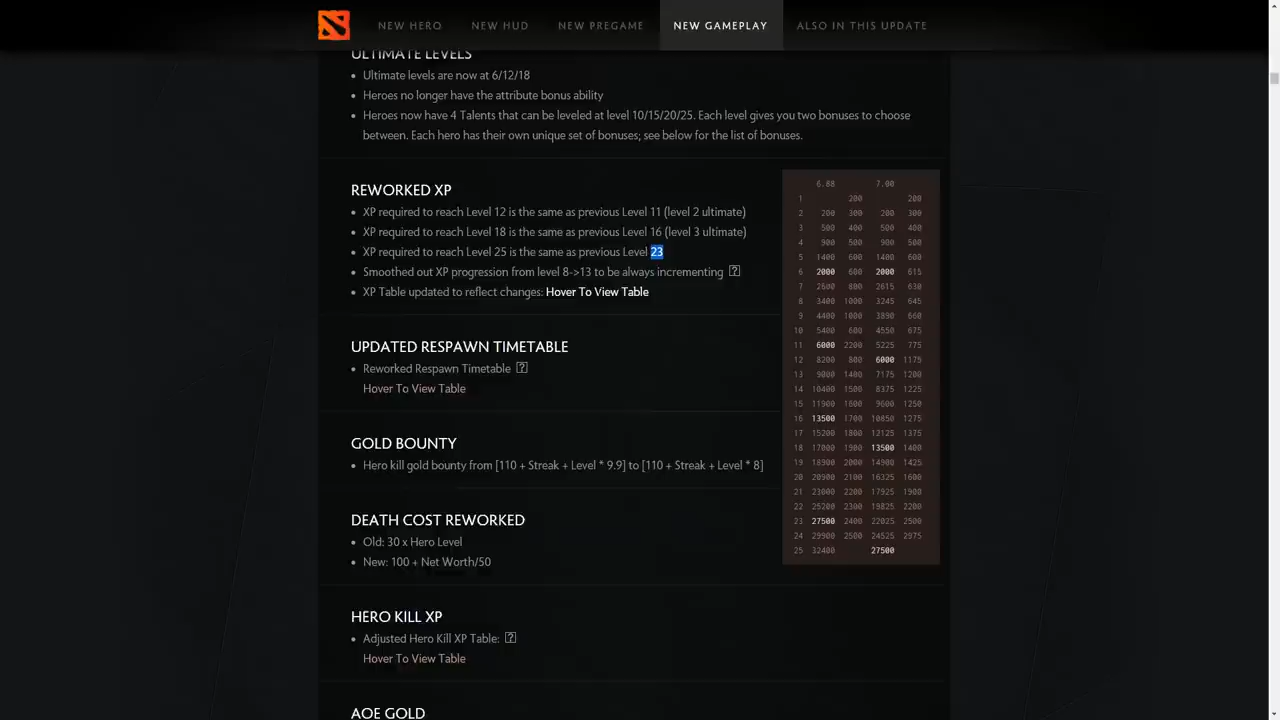 NEW HERO NEW HUD NEW PREGAME NEW GAMEPLAY ALSO IN THIS UPDATE
ULTIMATE LEVELS
• Ultimate levels are now at 6/12/18
• Heroes no longer have the attribute bonus ability
• Heroes now have 4 Talents that can be leveled at level 10/15/20/25. Each level gives you two bonuses to choose
between. Each hero has their own unique set of bonuses; see below for the list of bonuses.
REWORKED XP
• XP required to reach Level 12 is the same as previous Level 11 (level 2 ultimate)
• XP required to reach Level 18 is the same as previous Level 16 (level 3 ultimate)
• XP required to reach Level 25 is the same as previous Level 23
• Smoothed out XP progression from level 8->13 to be always incrementing ?
• XP Table updated to reflect changes: Hover To View Table
UPDATED RESPAWN TIMETABLE
• Reworked Respawn Timetable ?
Hover To View Table
GOLD BOUNTY
• Hero kill gold bounty from [110 + Streak + Level * 9.9] to [110 + Streak + Level * 8]
DEATH COST REWORKED
• Old: 30 x Hero Level
• New: 100 + Net Worth/50
HERO KILL XP
• Adjusted Hero Kill XP Table: ?
Hover To View Table
AOE GOLD
6.88 7.00
1 200 200
2 200 300 200 300
3 500 400 500 400
4 900 500 900 500
5 1400 600 1400 600
6 2000 600 2000 615
7 2600 800 2615 630
8 3400 1000 3245 645
9 4400 1000 3890 660
10 5400 600 4550 675
11 6000 2200 5225 775
12 8200 800 6000 1175
13 9000 1400 7175 1200
14 10400 1500 8375 1225
15 11900 1600 9600 1250
16 13500 1700 10850 1275
17 15200 1800 12125 1375
18 17000 1900 13500 1400
19 18900 2000 14900 1425
20 20900 2100 16325 1600
21 23000 2200 17925 1900
22 25200 2300 19825 2200
23 27500 2400 22025 2500
24 29900 2500 24525 2975
25 32400 27500